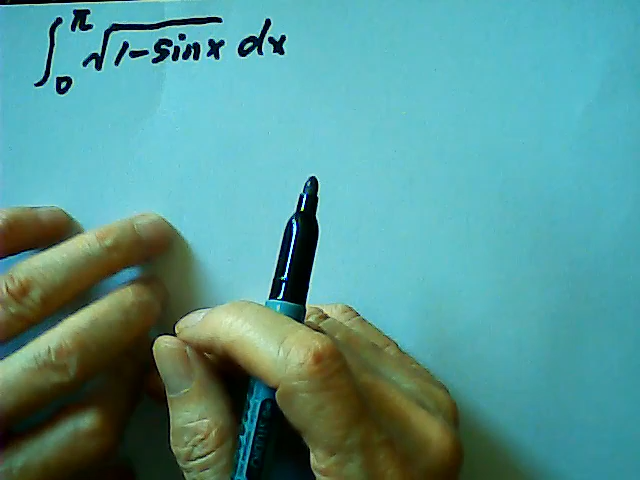 ∫₀^π √(1-sinx) dx